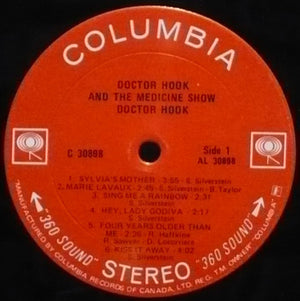 COLUMBIA
DOCTOR HOOK
AND THE MEDICINE SHOW
DOCTOR HOOK
C 30898
Side 1
AL 30898
1. SYLVIA'S MOTHER - 3:55 - S. Silverstein
2. MARIE LAVAUX - 2:45 - S. Silverstein - B. Taylor
3. SING ME A RAINBOW - 2:31
S. Silverstein
4. HEY, LADY GODIVA - 2:17
S. Silverstein
5. FOUR YEARS OLDER THAN
ME - 2:25 - R. Haffkine
R. Sawyer - D. Locorriere
6. KISS IT AWAY - 4:02 - S. Silverstein
"360 SOUND" STEREO "360 SOUND"
MANUFACTURED BY COLUMBIA RECORDS OF CANADA, LTD. REG. T.M. OWNER "COLUMBIA"